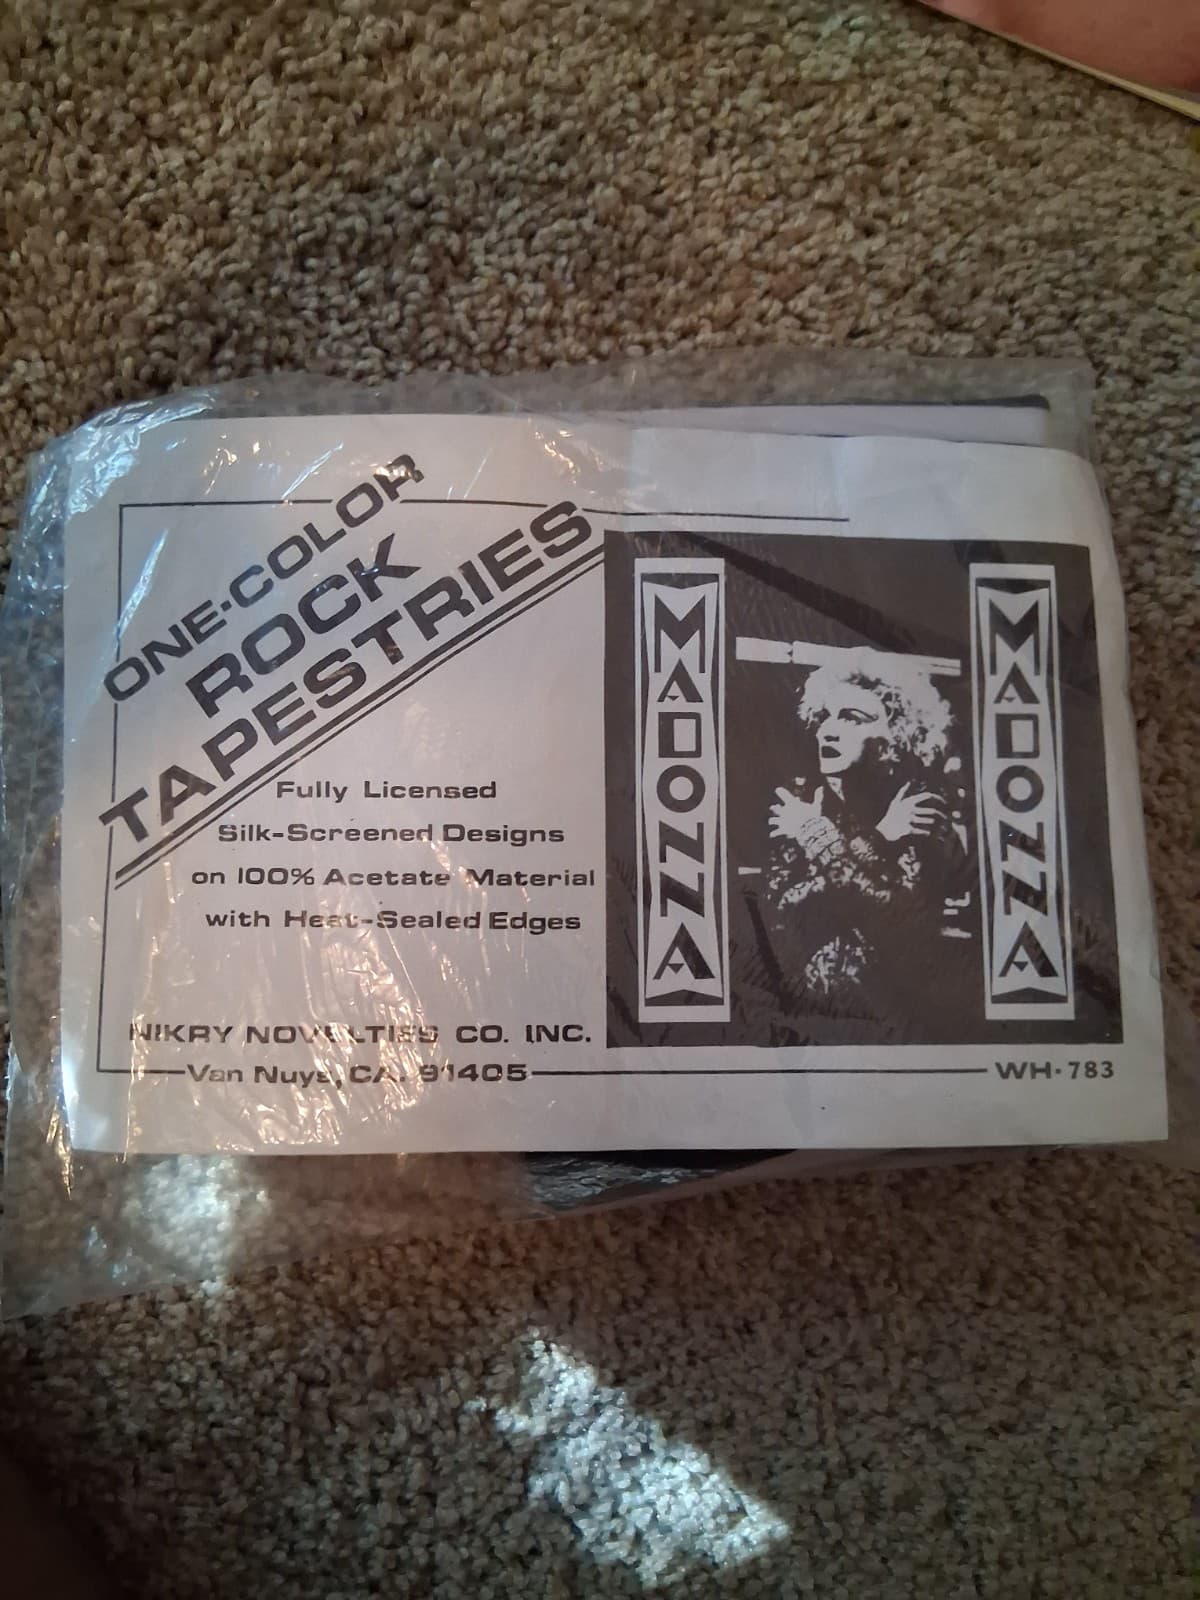 ONE-COLOR
ROCK
TAPESTRIES
Fully Licensed
Silk-Screened Designs
on 100% Acetate Material
with Heat-Sealed Edges
NIKRY NOVELTIES CO. INC.
Van Nuys, CA. 91405
MADONNA
MADONNA
WH-783